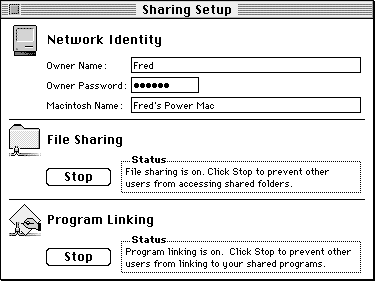 Sharing Setup
Network Identity
Owner Name: Fred
Owner Password: ••••••
Macintosh Name: Fred's Power Mac
File Sharing
Status
Stop
File sharing is on. Click Stop to prevent other
users from accessing shared folders.
Program Linking
Status
Stop
Program linking is on. Click Stop to prevent other
users from linking to your shared programs.